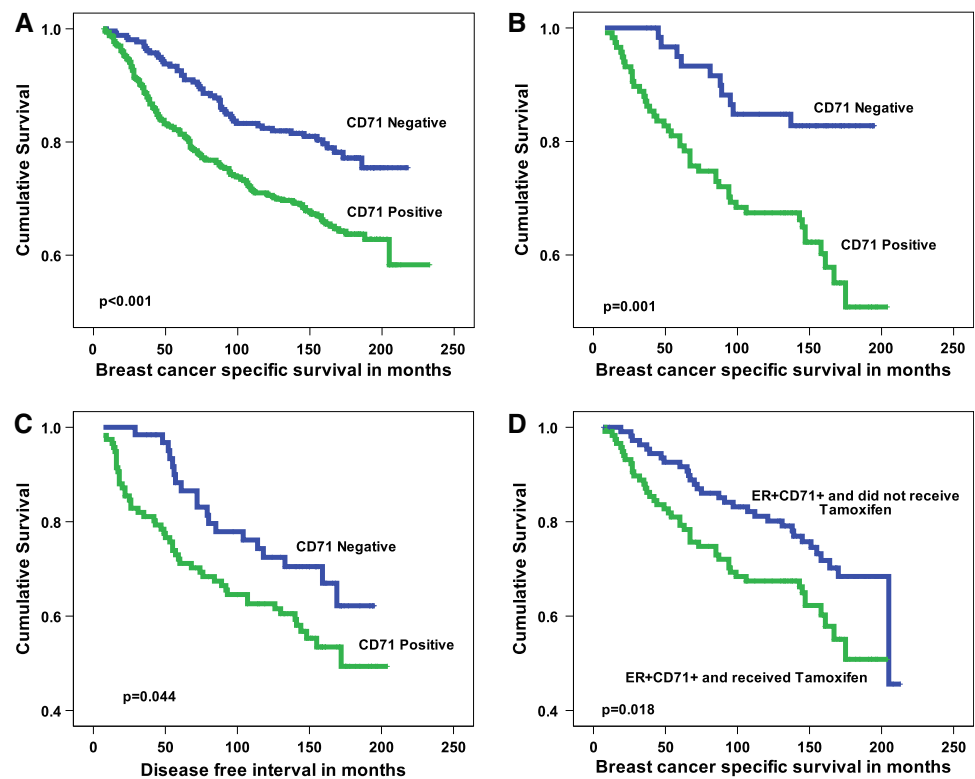 A
1.0
0.8
0.6
Cumulative Survival
CD71 Negative
CD71 Positive
p<0.001
0 50 100 150 200 250
Breast cancer specific survival in months
B
1.0
0.8
0.6
Cumulative Survival
CD71 Negative
CD71 Positive
p=0.001
0 50 100 150 200 250
Breast cancer specific survival in months
C
1.0
0.8
0.6
0.4
Cumulative Survival
CD71 Negative
CD71 Positive
p=0.044
0 50 100 150 200 250
Disease free interval in months
D
1.0
0.8
0.6
0.4
Cumulative Survival
ER+CD71+ and did not receive
Tamoxifen
ER+CD71+ and received Tamoxifen
p=0.018
0 50 100 150 200 250
Breast cancer specific survival in months